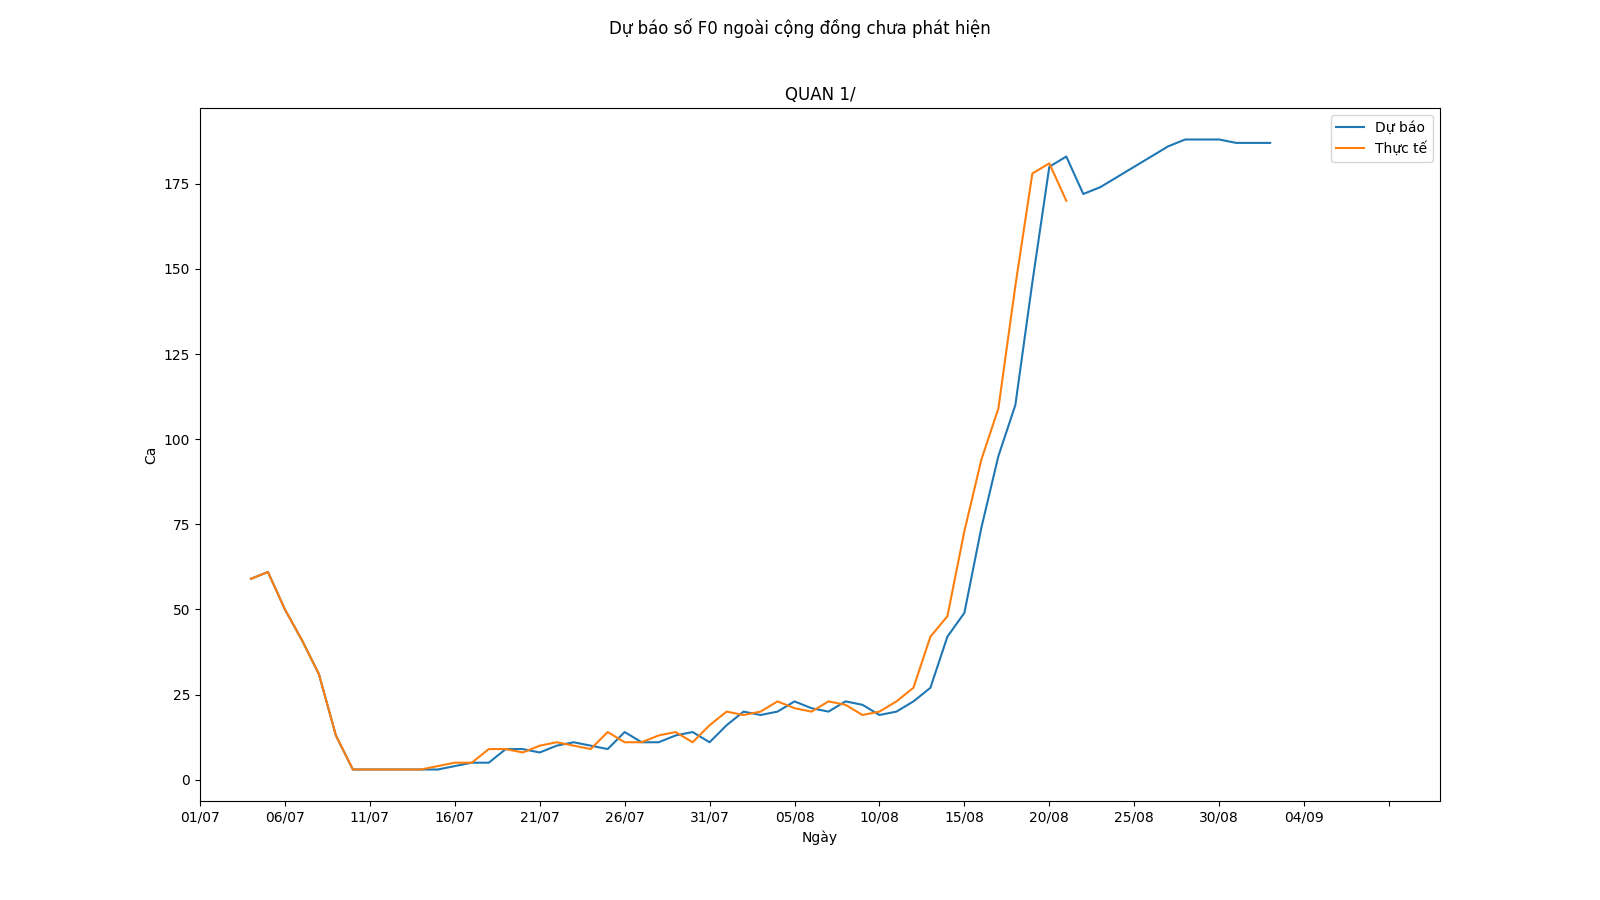 Dự báo số F0 ngoài cộng đồng chưa phát hiện
QUAN 1/
Dự báo
Thực tế
175
150
125
100
75
50
25
0
Ca
01/07 06/07 11/07 16/07 21/07 26/07 31/07 05/08 10/08 15/08 20/08 25/08 30/08 04/09
Ngày